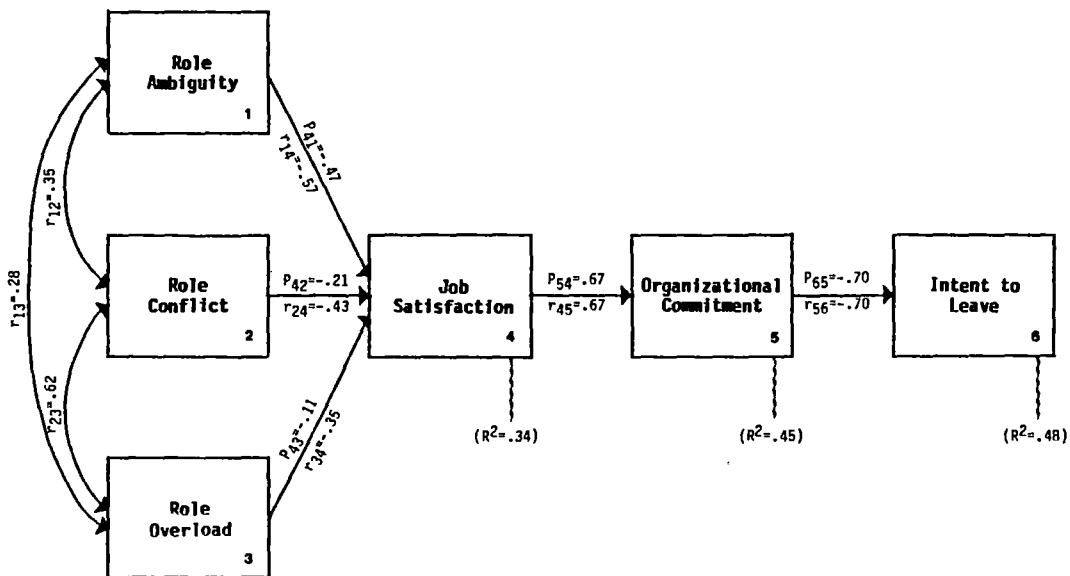 Role
Ambiguity
1
P41=-.47
r14=-.57
r12=.35
r13=.28
Role
Conflict
2
P42=-.21
r24=-.43
Job
Satisfaction
4
P54=.67
r45=.67
Organizational
Commitment
5
P65=-.70
r56=-.70
Intent to
Leave
6
r23=.62
P43=-.11
r34=-.35
(R²=.34)
(R²=.45)
(R²=.48)
Role
Overload
3